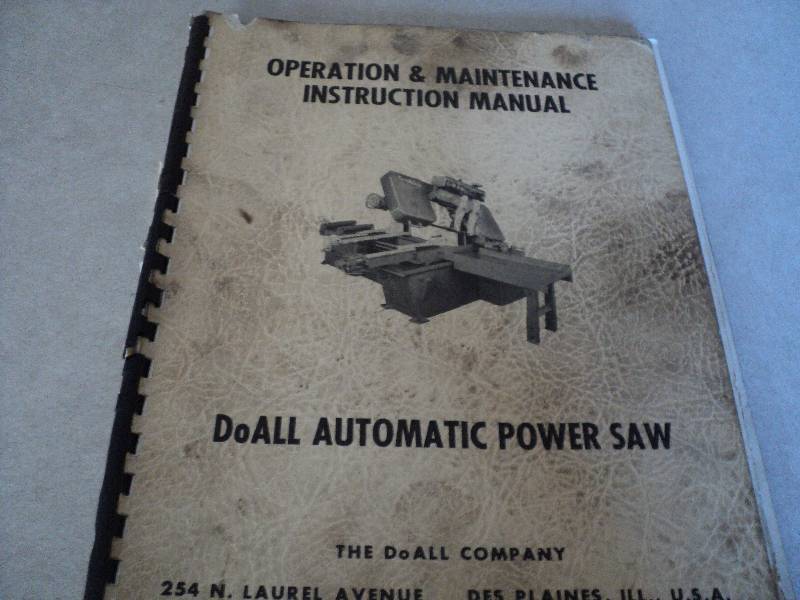 OPERATION & MAINTENANCE
INSTRUCTION MANUAL
DoALL AUTOMATIC POWER SAW
THE DoALL COMPANY
254 N. LAUREL AVENUE DES PLAINES, ILL., U.S.A.